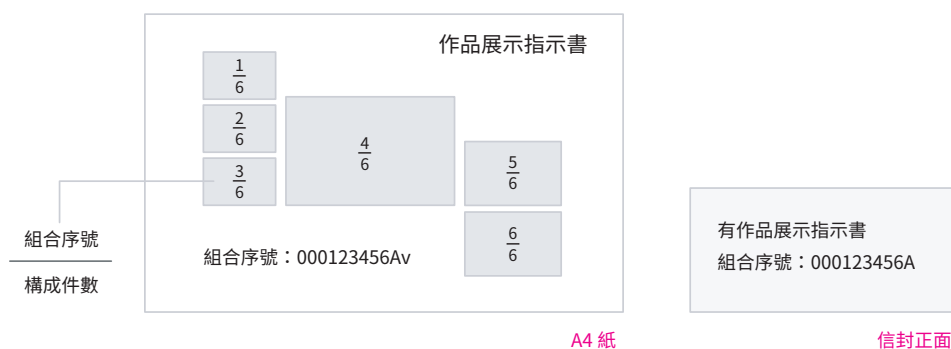 作品展示指示書
1/6
2/6
3/6
4/6
5/6
6/6
組合序號
構成件數
組合序號：000123456Av
A4 紙
有作品展示指示書
組合序號：000123456A
信封正面